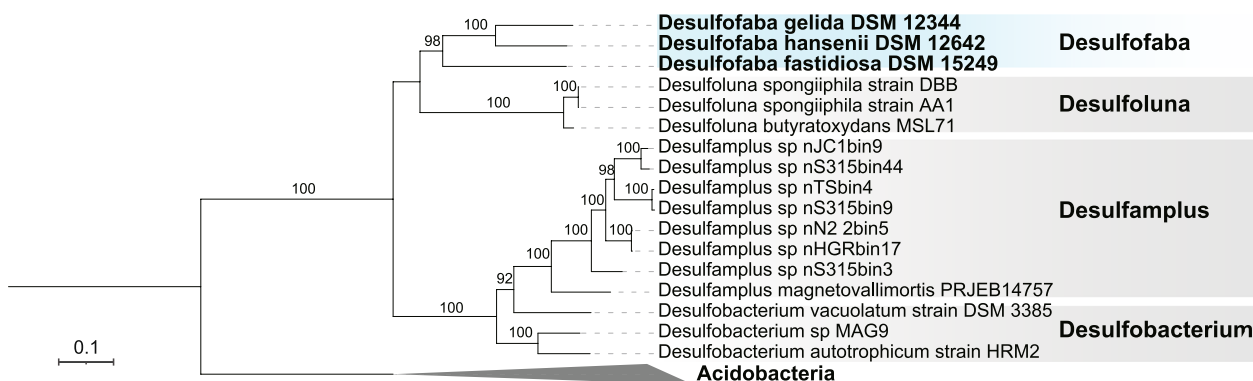 100 Desulfofaba gelida DSM 12344
98 Desulfofaba hansenii DSM 12642 Desulfofaba
Desulfofaba fastidiosa DSM 15249
100 Desulfoluna spongiiphila strain DBB
100 Desulfoluna spongiiphila strain AA1 Desulfoluna
Desulfoluna butyratoxydans MSL71
100 Desulfamplus sp nJC1bin9
98 Desulfamplus sp nS315bin44
100 Desulfamplus sp nTSbin4
100 100 Desulfamplus sp nS315bin9 Desulfamplus
100 100 Desulfamplus sp nN2 2bin5
100 Desulfamplus sp nHGRbin17
Desulfamplus sp nS315bin3
92 Desulfamplus magnetovallimortis PRJEB14757
100 Desulfobacterium vacuolatum strain DSM 3385
100 Desulfobacterium sp MAG9 Desulfobacterium
0.1 Desulfobacterium autotrophicum strain HRM2
Acidobacteria